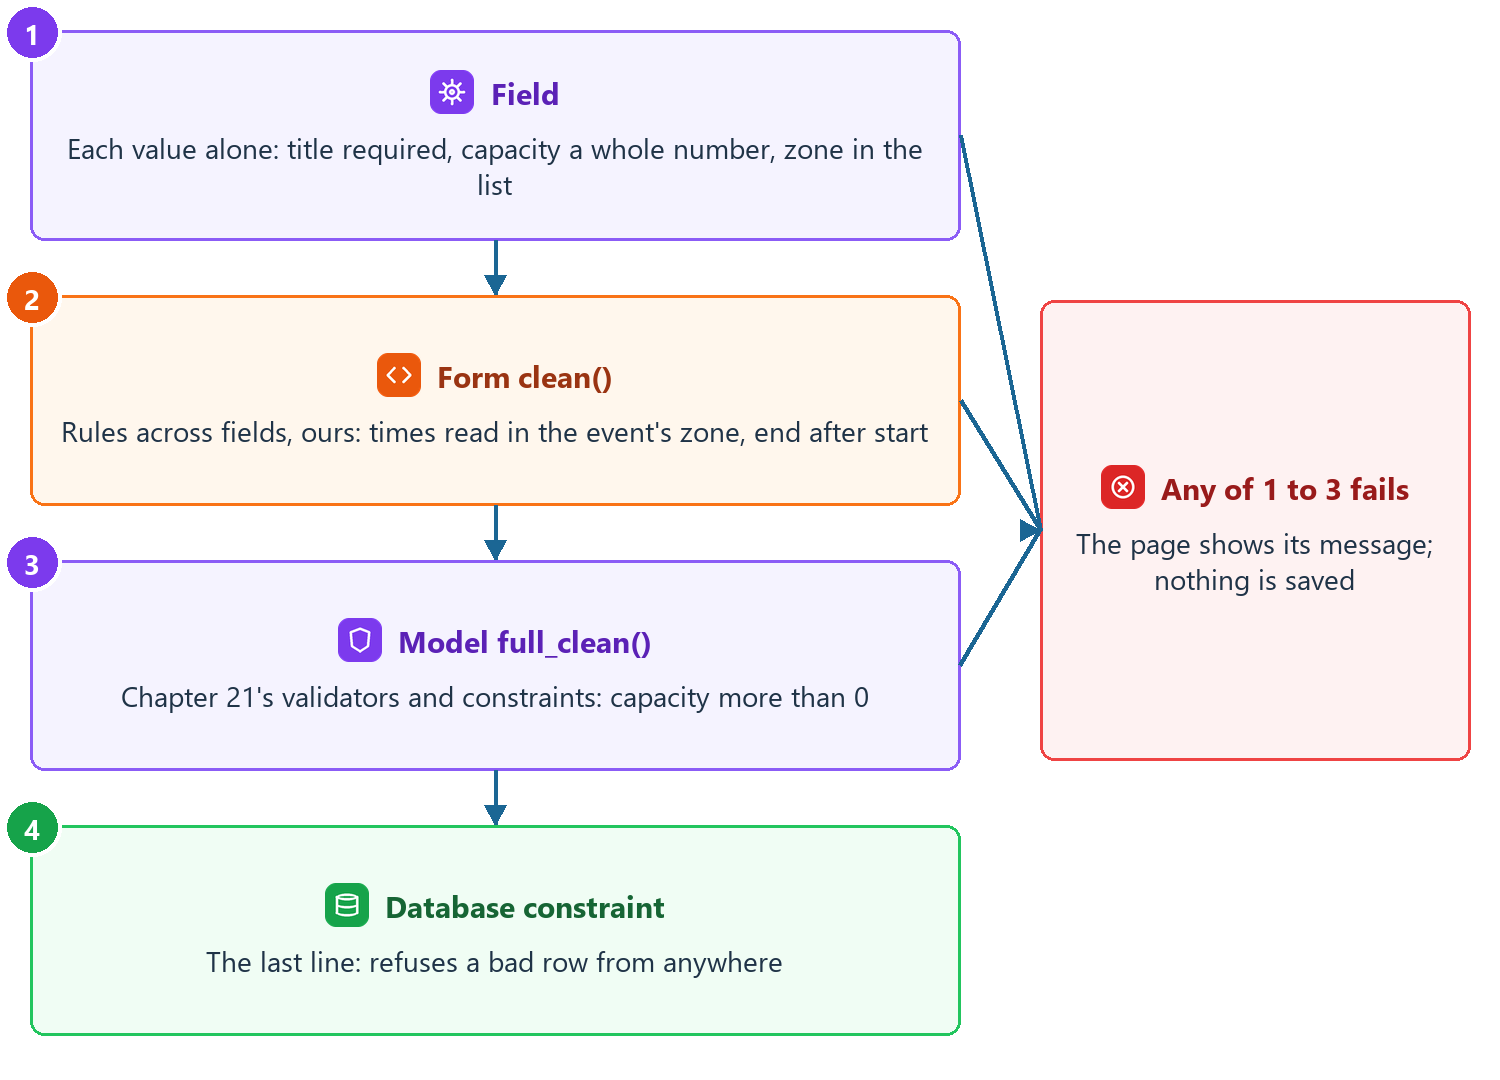 1
Field
Each value alone: title required, capacity a whole number, zone in the
list
2
Form clean()
Rules across fields, ours: times read in the event's zone, end after start
3
Model full_clean()
Chapter 21's validators and constraints: capacity more than 0
4
Database constraint
The last line: refuses a bad row from anywhere
Any of 1 to 3 fails
The page shows its message;
nothing is saved